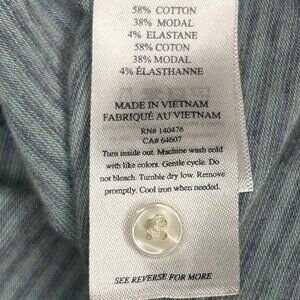 58% COTTON
38% MODAL
4% ELASTANE
58% COTON
38% MODAL
4% ÉLASTHANNE
MADE IN VIETNAM
FABRIQUÉ AU VIETNAM
RN# 140476
CA# 64607
Turn inside out. Machine wash cold
with like colors. Gentle cycle. Do
not bleach. Tumble dry low. Remove
promptly. Cool iron when needed.
SEE REVERSE FOR MORE